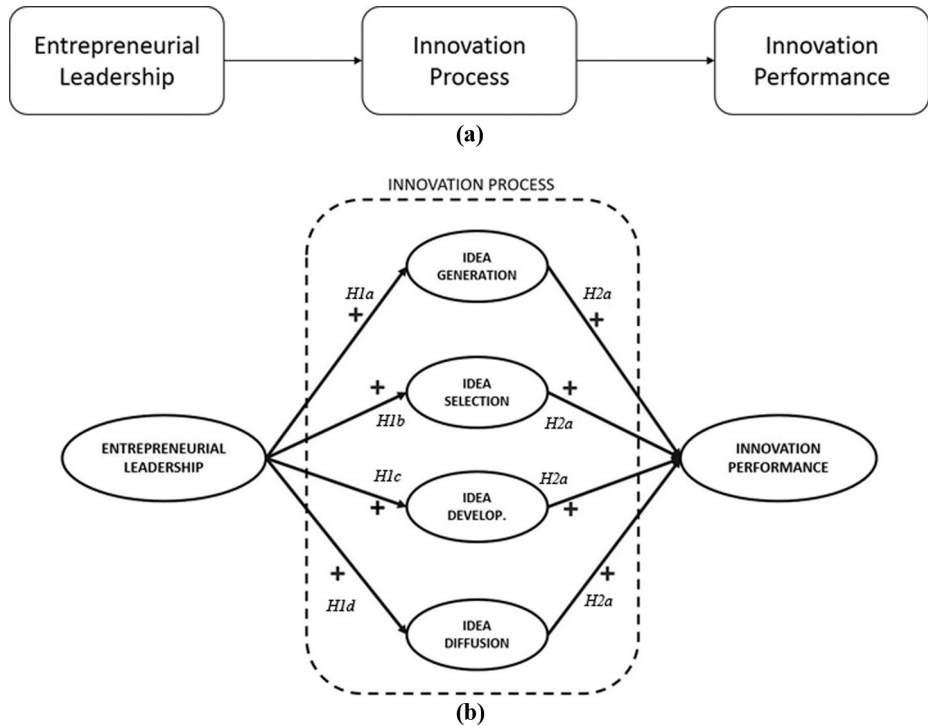 Entrepreneurial
Leadership
Innovation
Process
Innovation
Performance
(a)
INNOVATION PROCESS
IDEA
GENERATION
H1a
+
H2a
+
IDEA
SELECTION
+
H1b
+
H2a
ENTREPRENEURIAL
LEADERSHIP
INNOVATION
PERFORMANCE
H1c
+
H2a
+
IDEA
DEVELOP.
+
H1d
+
H2a
IDEA
DIFFUSION
(b)